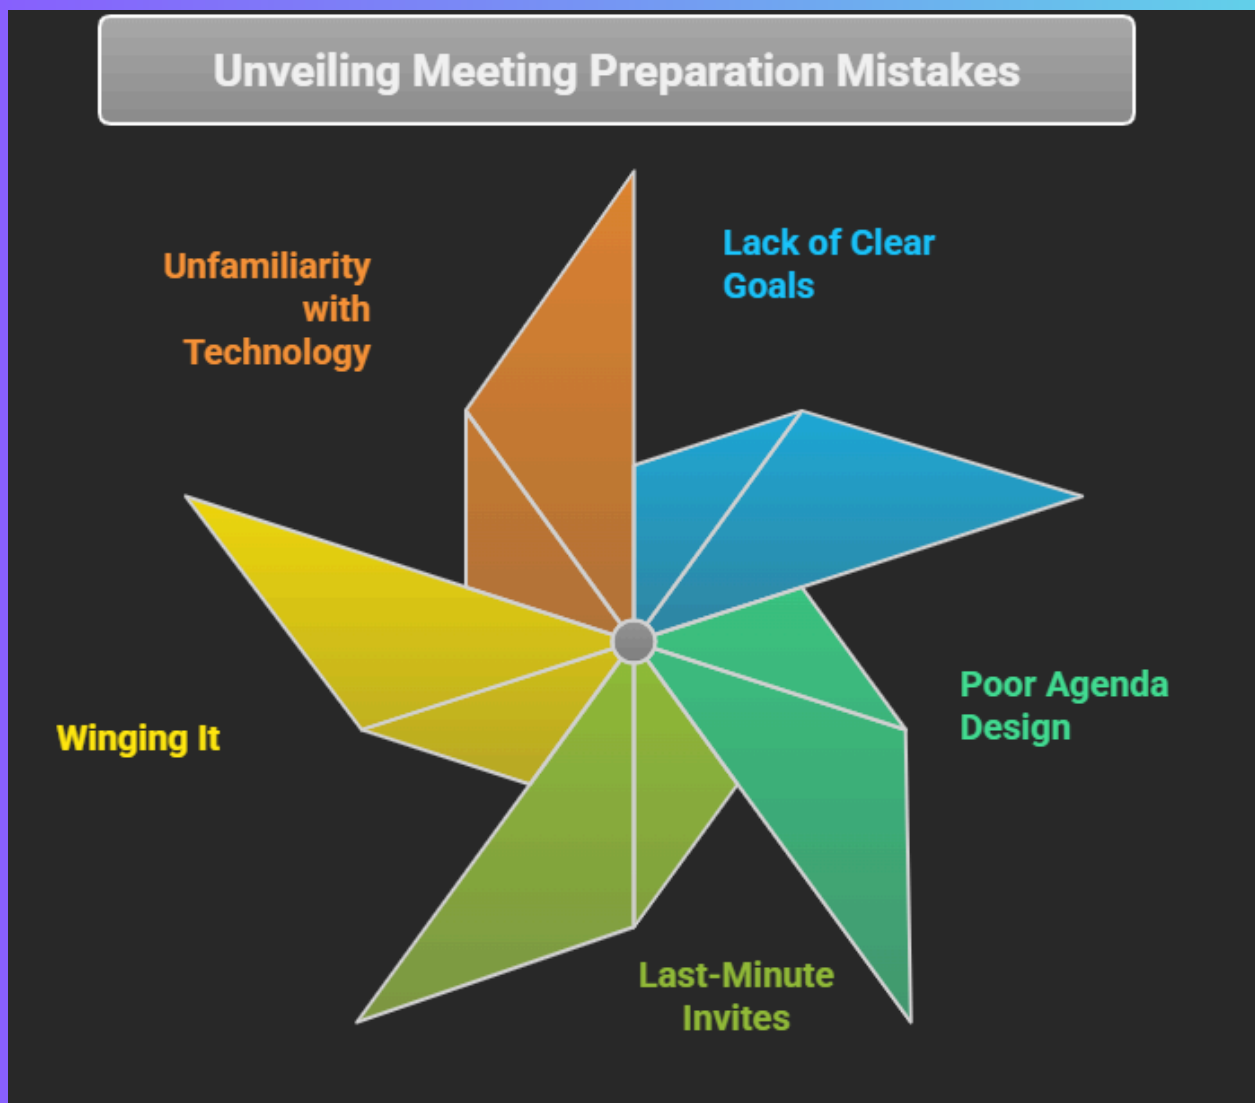 Unveiling Meeting Preparation Mistakes
Unfamiliarity
with
Technology
Lack of Clear
Goals
Poor Agenda
Design
Winging It
Last-Minute
Invites